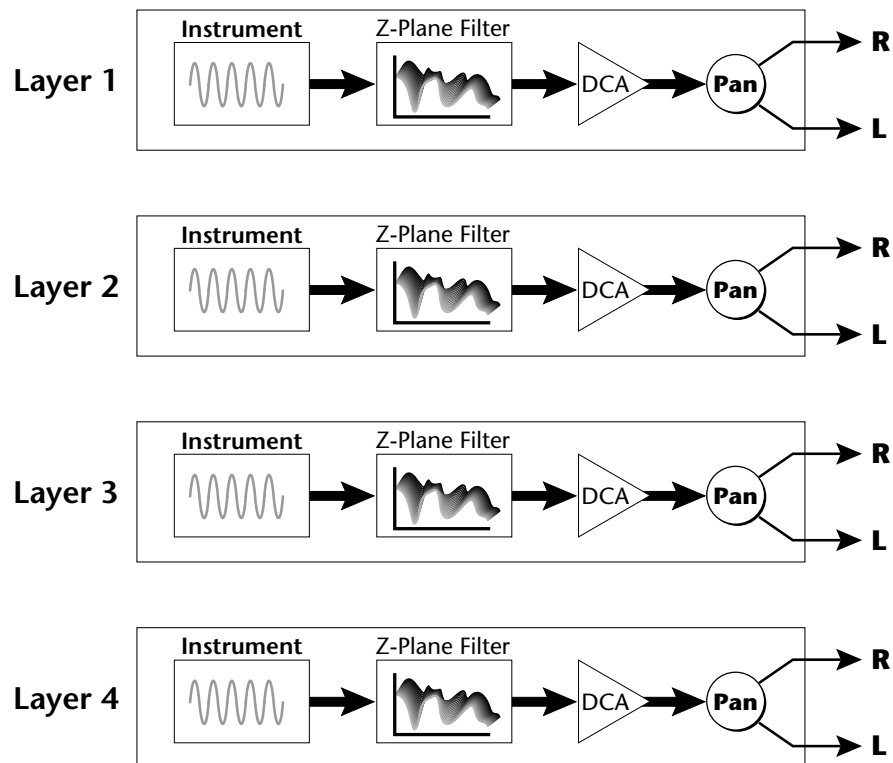 Layer 1
Instrument
Z-Plane Filter
DCA
Pan
R
L
Layer 2
Instrument
Z-Plane Filter
DCA
Pan
R
L
Layer 3
Instrument
Z-Plane Filter
DCA
Pan
R
L
Layer 4
Instrument
Z-Plane Filter
DCA
Pan
R
L